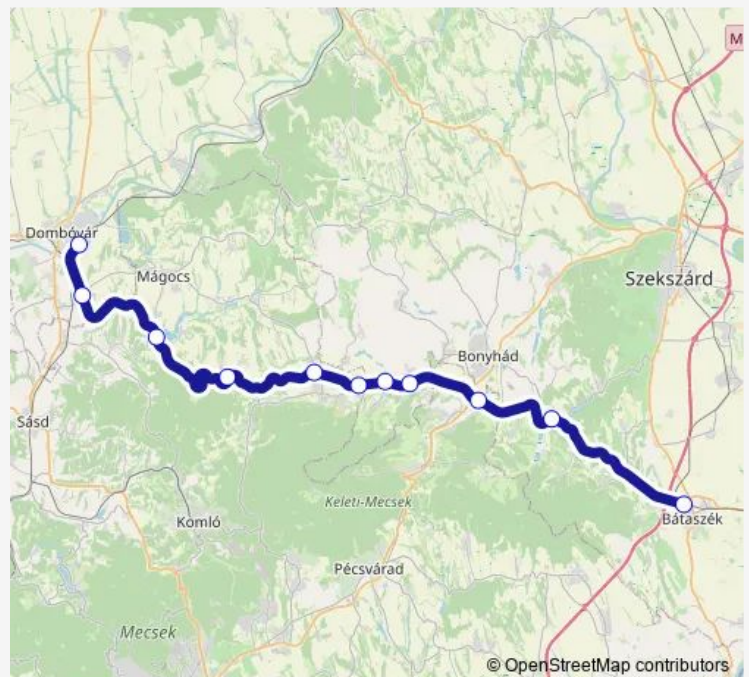 M
Dombóvár
Mágocs
Szekszárd
Bonyhád
Sásd
Keleti-Mecsek
Komló
Bátaszék
Pécsvárad
Mecsek
© OpenStreetMap contributors